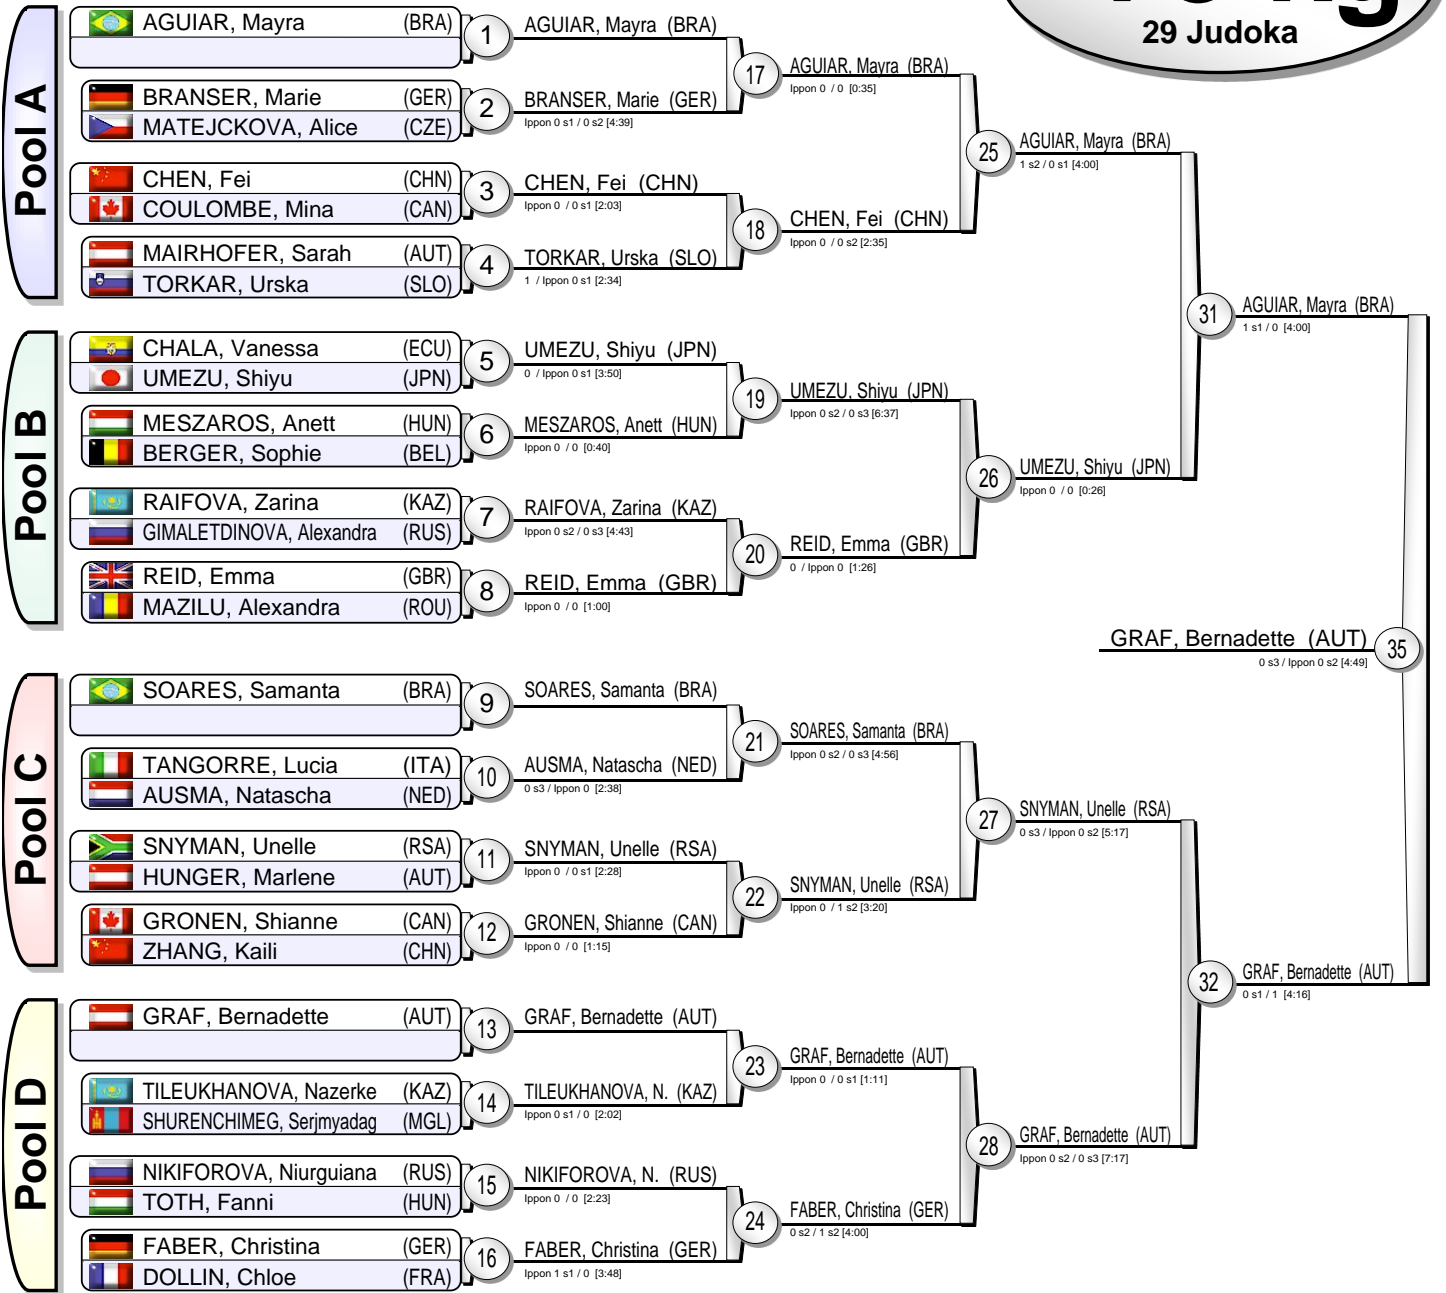 29 Judoka
Pool A
AGUIAR, Mayra (BRA)
1
BRANSER, Marie (GER)
MATEJCKOVA, Alice (CZE)
2
CHEN, Fei (CHN)
COULOMBE, Mina (CAN)
3
MAIRHOFER, Sarah (AUT)
TORKAR, Urska (SLO)
4
Pool B
CHALA, Vanessa (ECU)
UMEZU, Shiyu (JPN)
5
MESZAROS, Anett (HUN)
BERGER, Sophie (BEL)
6
RAIFOVA, Zarina (KAZ)
GIMALETDINOVA, Alexandra (RUS)
7
REID, Emma (GBR)
MAZILU, Alexandra (ROU)
8
Pool C
SOARES, Samanta (BRA)
9
TANGORRE, Lucia (ITA)
AUSMA, Natascha (NED)
10
SNYMAN, Unelle (RSA)
HUNGER, Marlene (AUT)
11
GRONEN, Shianne (CAN)
ZHANG, Kaili (CHN)
12
Pool D
GRAF, Bernadette (AUT)
13
TILEUKHANOVA, Nazerke (KAZ)
SHURENCHIMEG, Serjmyadag (MGL)
14
NIKIFOROVA, Niurguiana (RUS)
TOTH, Fanni (HUN)
15
FABER, Christina (GER)
DOLLIN, Chloe (FRA)
16
AGUIAR, Mayra (BRA)
BRANSER, Marie (GER)
Ippon 0 s1 / 0 s2 [4:39]
17
CHEN, Fei (CHN)
Ippon 0 / 0 s1 [2:03]
TORKAR, Urska (SLO)
1 / Ippon 0 s1 [2:34]
18
UMEZU, Shiyu (JPN)
0 / Ippon 0 s1 [3:50]
MESZAROS, Anett (HUN)
Ippon 0 / 0 [0:40]
19
RAIFOVA, Zarina (KAZ)
Ippon 0 s2 / 0 s3 [4:43]
REID, Emma (GBR)
Ippon 0 / 0 [1:00]
20
SOARES, Samanta (BRA)
AUSMA, Natascha (NED)
0 s3 / Ippon 0 [2:38]
21
SNYMAN, Unelle (RSA)
Ippon 0 / 0 s1 [2:28]
GRONEN, Shianne (CAN)
Ippon 0 / 0 [1:15]
22
GRAF, Bernadette (AUT)
TILEUKHANOVA, N. (KAZ)
Ippon 0 s1 / 0 [2:02]
23
NIKIFOROVA, N. (RUS)
Ippon 0 / 0 [2:23]
FABER, Christina (GER)
Ippon 1 s1 / 0 [3:48]
24
AGUIAR, Mayra (BRA)
Ippon 0 / 0 [0:35]
CHEN, Fei (CHN)
Ippon 0 / 0 s2 [2:35]
25
UMEZU, Shiyu (JPN)
Ippon 0 s2 / 0 s3 [6:37]
REID, Emma (GBR)
0 / Ippon 0 [1:26]
26
SOARES, Samanta (BRA)
Ippon 0 s2 / 0 s3 [4:56]
SNYMAN, Unelle (RSA)
Ippon 0 / 1 s2 [3:20]
27
GRAF, Bernadette (AUT)
Ippon 0 / 0 s1 [1:11]
FABER, Christina (GER)
0 s2 / 1 s2 [4:00]
28
AGUIAR, Mayra (BRA)
1 s2 / 0 s1 [4:00]
UMEZU, Shiyu (JPN)
Ippon 0 / 0 [0:26]
31
SNYMAN, Unelle (RSA)
0 s3 / Ippon 0 s2 [5:17]
GRAF, Bernadette (AUT)
Ippon 0 s2 / 0 s3 [7:17]
32
AGUIAR, Mayra (BRA)
1 s1 / 0 [4:00]
GRAF, Bernadette (AUT)
0 s1 / 1 [4:16]
35
GRAF, Bernadette (AUT)
0 s3 / Ippon 0 s2 [4:49]